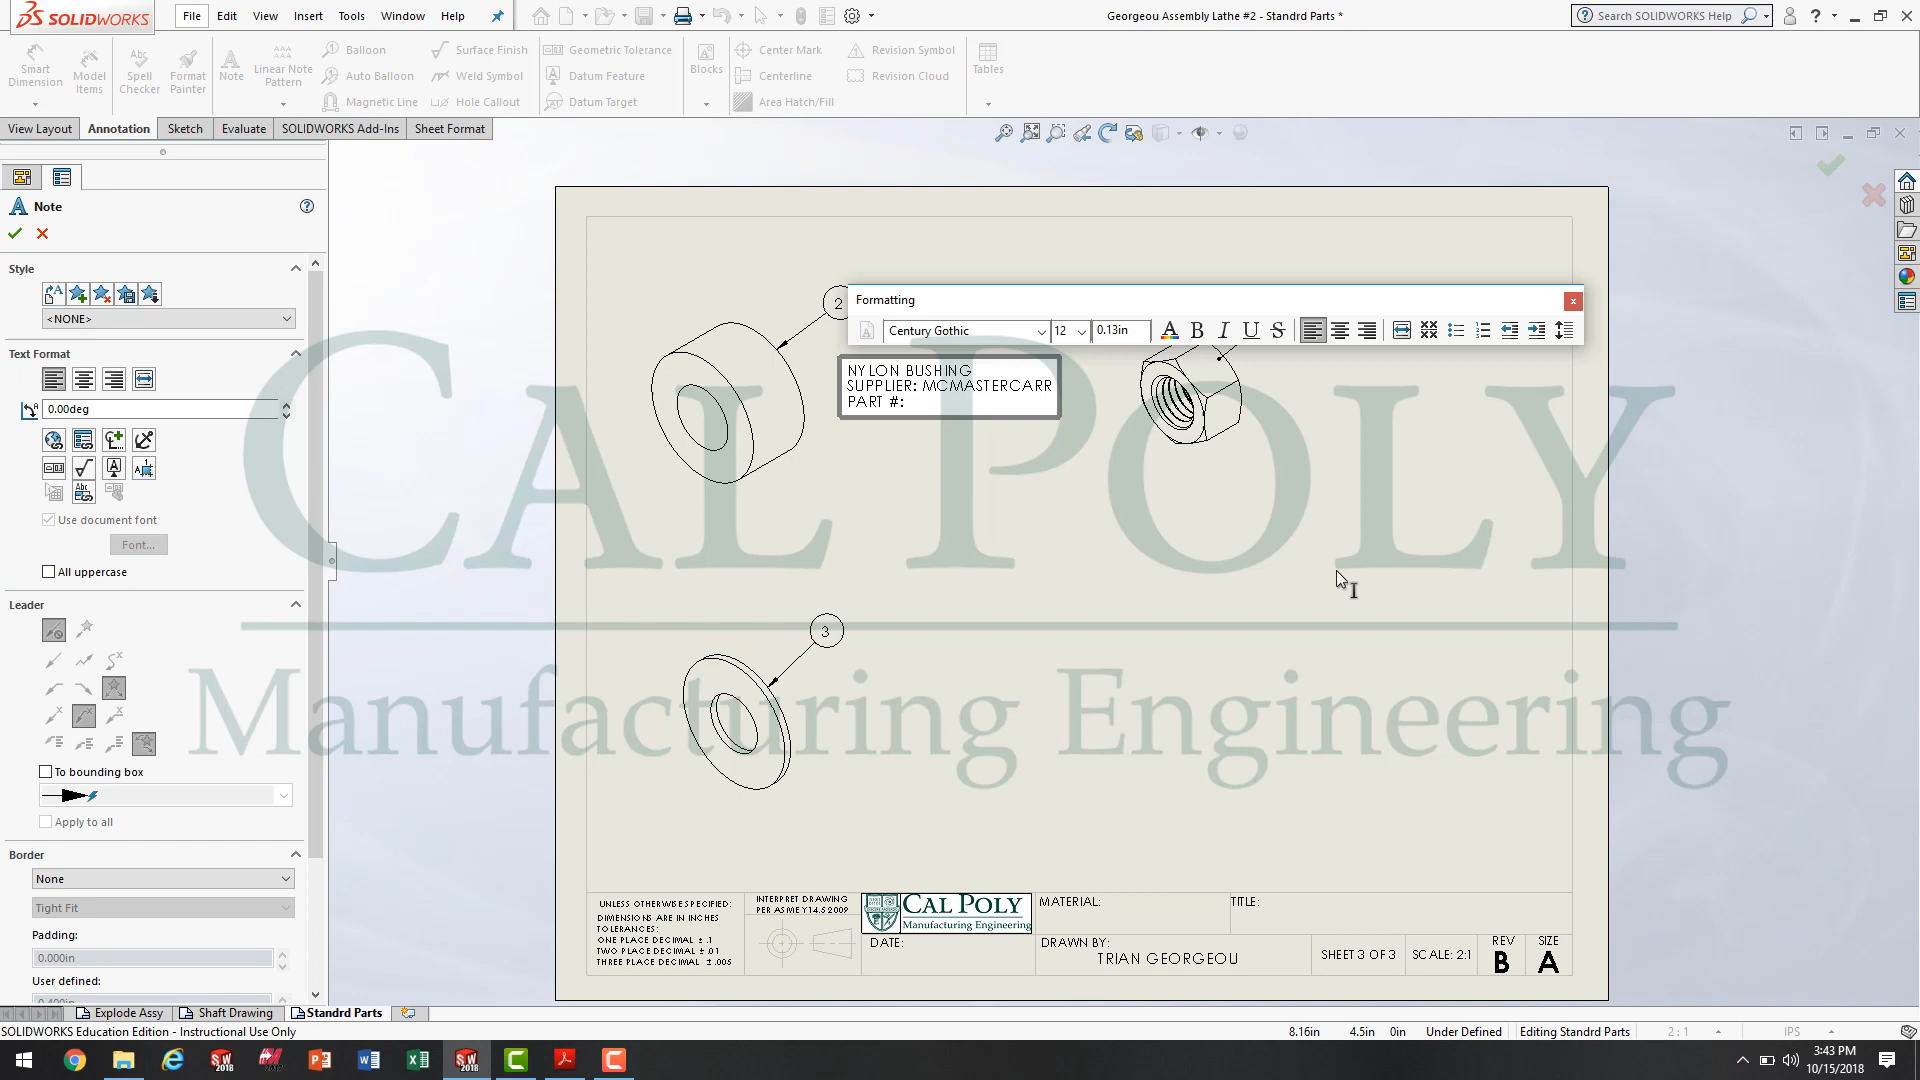 SOLIDWORKS
File Edit View Insert Tools Window Help
Georgeou Assembly Lathe #2 - Standrd Parts *
Search SOLIDWORKS Help
Smart Dimension
Model Items
Spell Checker
Format Painter
Note
Linear Note Pattern
Balloon
Auto Balloon
Magnetic Line
Surface Finish
Weld Symbol
Hole Callout
Geometric Tolerance
Datum Feature
Datum Target
Blocks
Center Mark
Centerline
Area Hatch/Fill
Revision Symbol
Revision Cloud
Tables
View Layout Annotation Sketch Evaluate SOLIDWORKS Add-Ins Sheet Format
Note
Style
<NONE>
Text Format
0.00deg
Use document font
Font...
All uppercase
Leader
To bounding box
Apply to all
Border
None
Tight Fit
Padding:
0.000in
User defined:
0.400in
Formatting
Century Gothic 12 0.13in
2
NYLON BUSHING
SUPPLIER: MCMASTERCARR
PART #:
3
CAL POLY
Manufacturing Engineering
UNLESS OTHERWISE SPECIFIED:
DIMENSIONS ARE IN INCHES
TOLERANCES:
ONE PLACE DECIMAL ± .1
TWO PLACE DECIMAL ± .01
THREE PLACE DECIMAL ± .005
INTERPRET DRAWING
PER ASME Y14.5 2009
CAL POLY
Manufacturing Engineering
DATE:
MATERIAL:
TITLE:
DRAWN BY:
TRIAN GEORGEOU
SHEET 3 OF 3
SCALE: 2:1
REV
B
SIZE
A
Explode Assy Shaft Drawing Standrd Parts
SOLIDWORKS Education Edition - Instructional Use Only
8.16in 4.5in 0in Under Defined Editing Standrd Parts 2 : 1 IPS
3:43 PM
10/15/2018